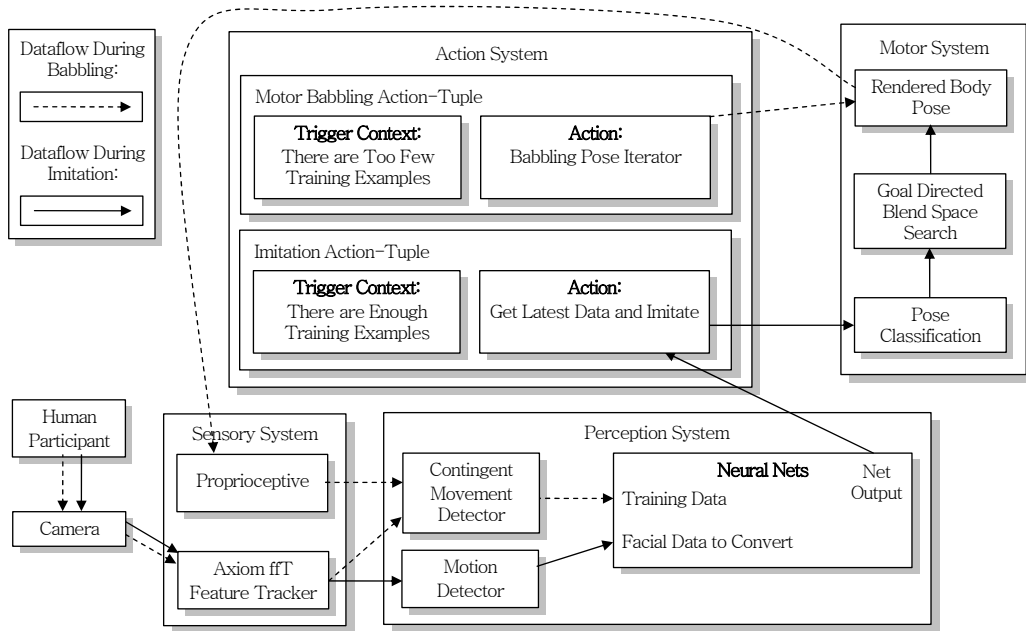 Dataflow During
Babbling:
Dataflow During
Imitation:
Action System
Motor Babbling Action-Tuple
Trigger Context:
There are Too Few
Training Examples
Action:
Babbling Pose Iterator
Imitation Action-Tuple
Trigger Context:
There are Enough
Training Examples
Action:
Get Latest Data and Imitate
Motor System
Rendered Body
Pose
Goal Directed
Blend Space
Search
Pose
Classification
Human
Participant
Camera
Sensory System
Proprioceptive
Axiom ffT
Feature Tracker
Perception System
Contingent
Movement
Detector
Motion
Detector
Neural Nets
Training Data
Facial Data to Convert
Net
Output